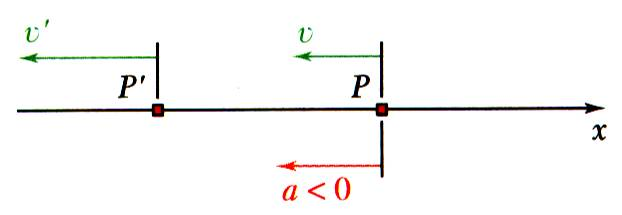 v′ v
P′ P
x
a < 0